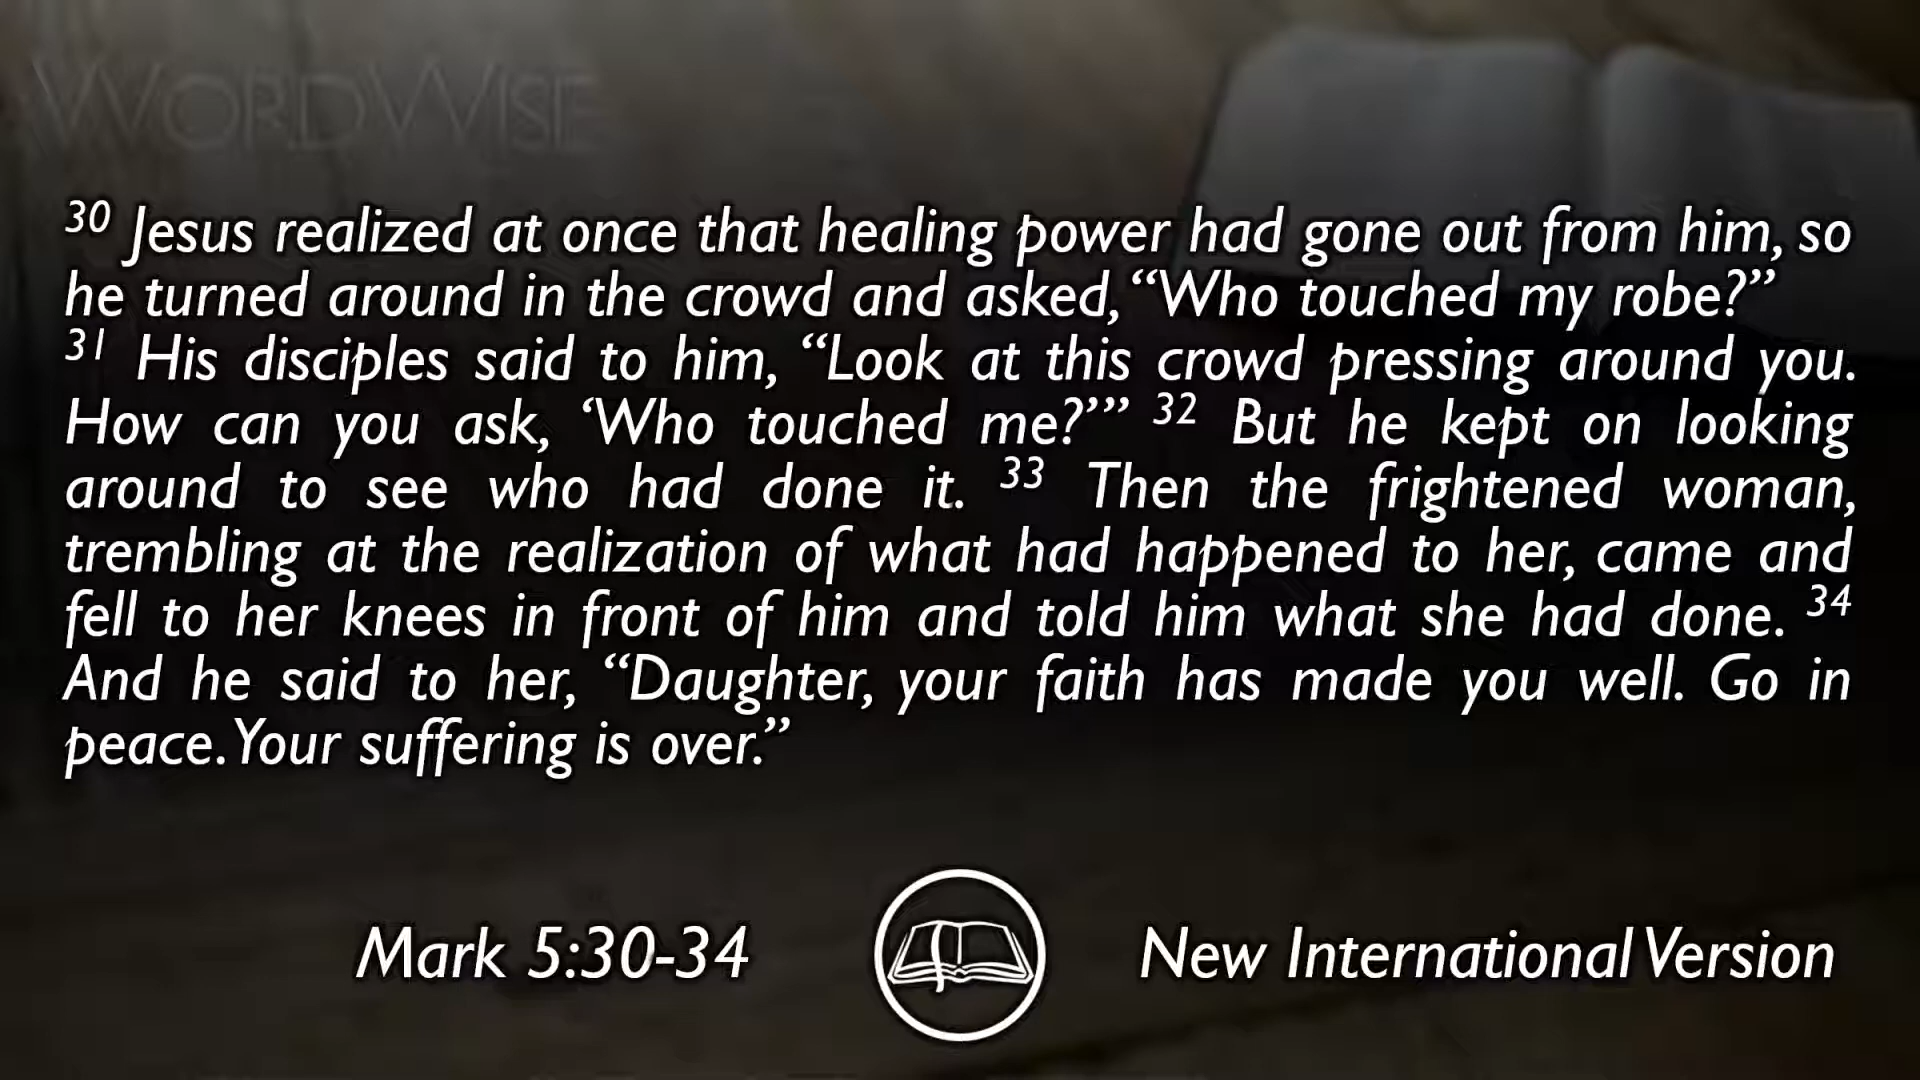 WORDWISE
30 Jesus realized at once that healing power had gone out from him, so
he turned around in the crowd and asked, “Who touched my robe?”
31 His disciples said to him, “Look at this crowd pressing around you.
How can you ask, ‘Who touched me?’” 32 But he kept on looking
around to see who had done it. 33 Then the frightened woman,
trembling at the realization of what had happened to her, came and
fell to her knees in front of him and told him what she had done. 34
And he said to her, “Daughter, your faith has made you well. Go in
peace. Your suffering is over.”
Mark 5:30-34
New International Version